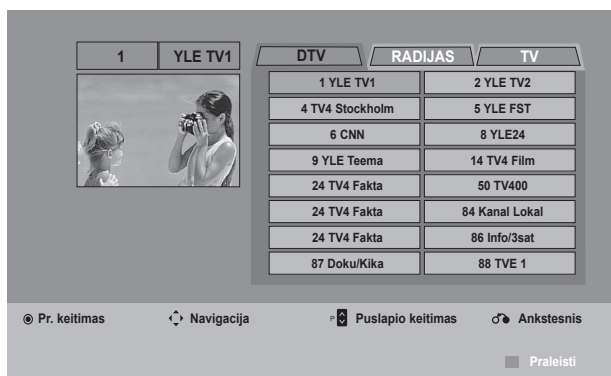 1 YLE TV1
DTV RADIJAS TV
1 YLE TV1 2 YLE TV2
4 TV4 Stockholm 5 YLE FST
6 CNN 8 YLE24
9 YLE Teema 14 TV4 Film
24 TV4 Fakta 50 TV400
24 TV4 Fakta 84 Kanal Lokal
24 TV4 Fakta 86 Info/3sat
87 Doku/Kika 88 TVE 1
Pr. keitimas Navigacija P Puslapio keitimas Ankstesnis
Praleisti